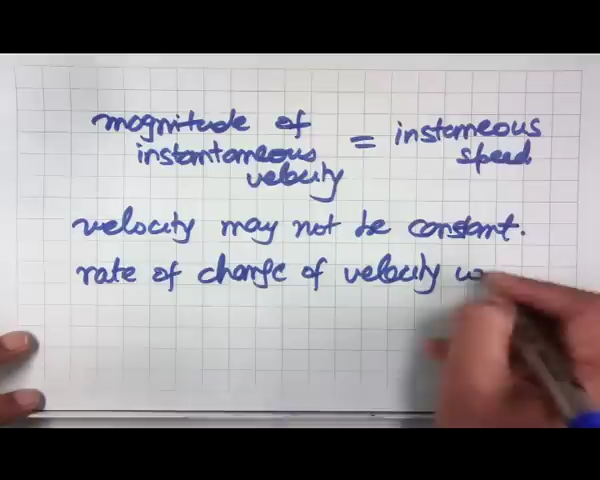 magnitude of
instantaneous
velocity
= instaneous
speed
velocity may not be constant.
rate of change of velocity w